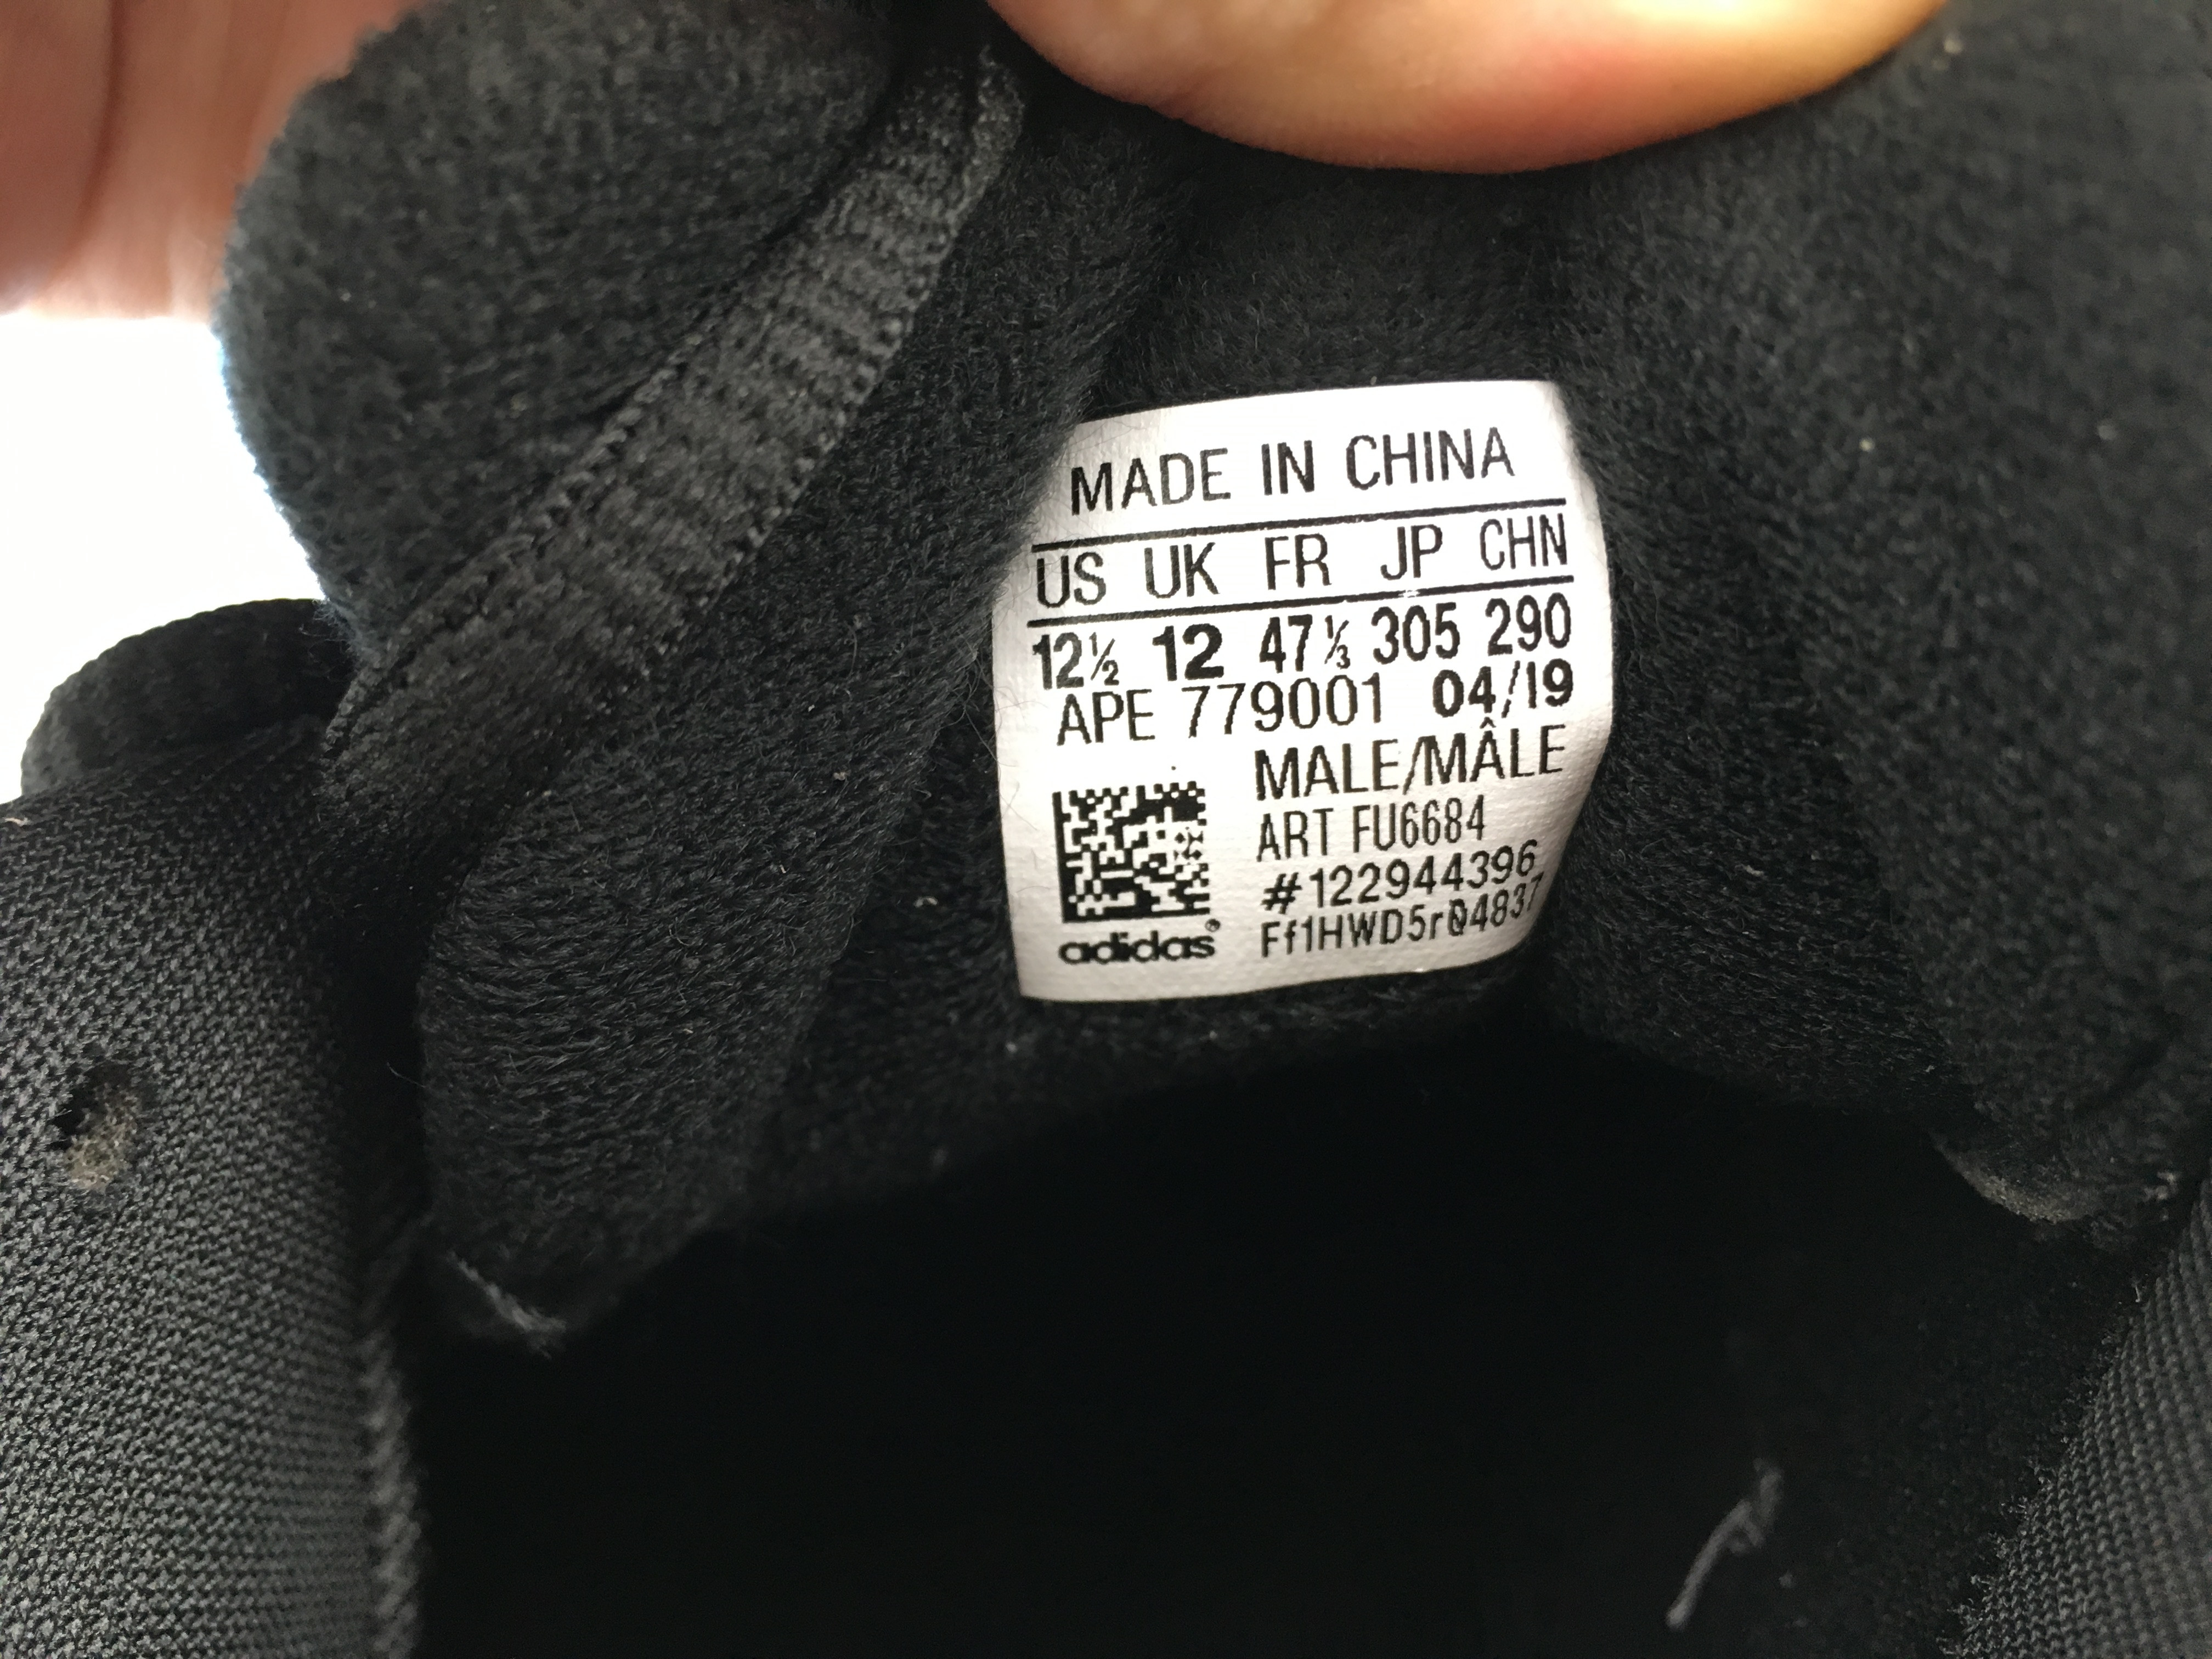 MADE IN CHINA
US UK FR JP CHN
12½ 12 47⅓ 305 290
APE 779001 04/19
MALE/MÂLE
ART FU6684
#122944396
Ff1HWD5r04837
adidas®